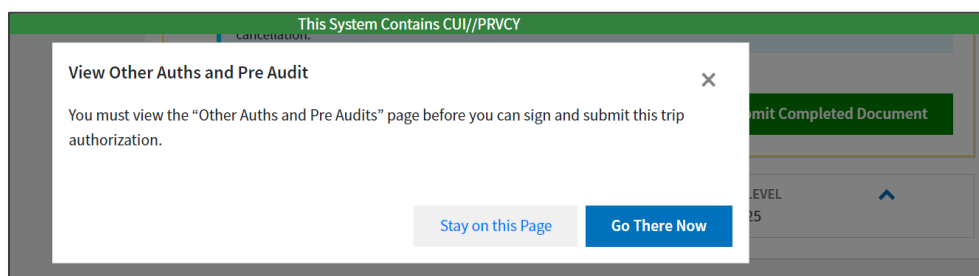 This System Contains CUI//PRVCY
cancellation.
View Other Auths and Pre Audit
You must view the “Other Auths and Pre Audits” page before you can sign and submit this trip
authorization.
mit Completed Document
Stay on this Page
Go There Now
LEVEL
25